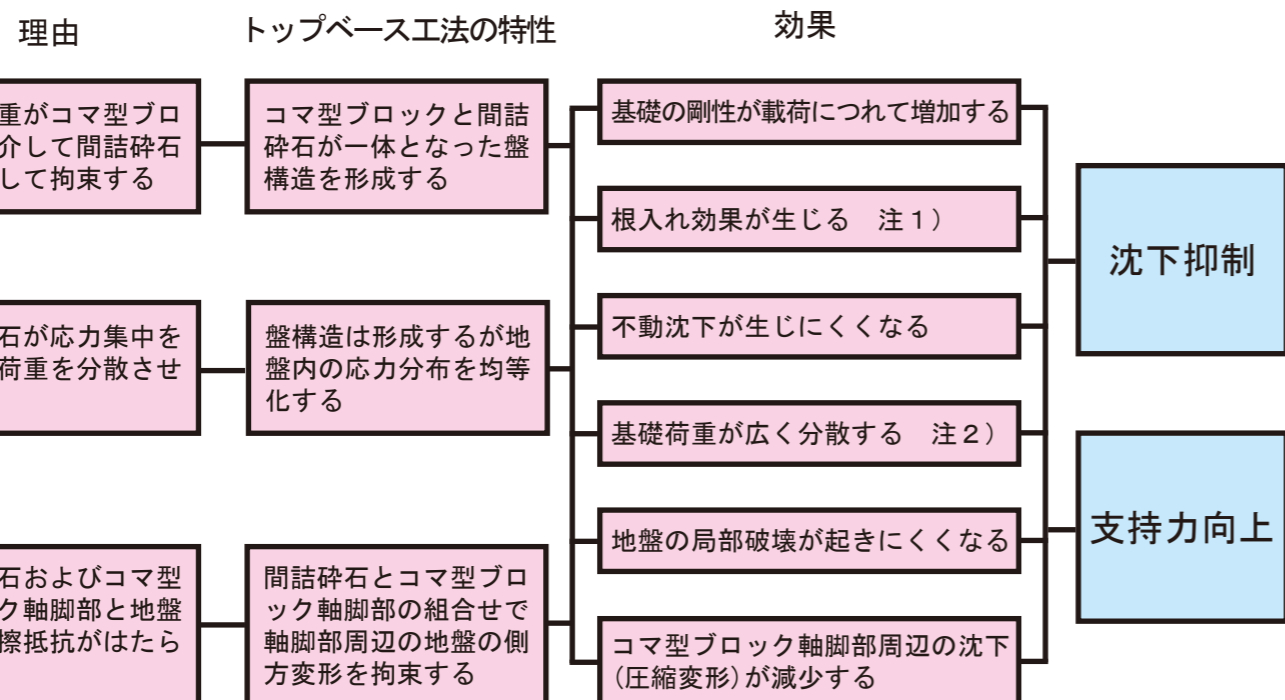 理由
トップベース工法の特性
効果
重がコマ型ブロ
介して間詰砕石
して拘束する
コマ型ブロックと間詰
砕石が一体となった盤
構造を形成する
石が応力集中を
荷重を分散させ
盤構造は形成するが地
盤内の応力分布を均等
化する
石およびコマ型
ク軸脚部と地盤
擦抵抗がはたら
間詰砕石とコマ型ブロ
ック軸脚部の組合せで
軸脚部周辺の地盤の側
方変形を拘束する
基礎の剛性が載荷につれて増加する
根入れ効果が生じる　注１）
不動沈下が生じにくくなる
基礎荷重が広く分散する　注２）
地盤の局部破壊が起きにくくなる
コマ型ブロック軸脚部周辺の沈下
(圧縮変形)が減少する
沈下抑制
支持力向上